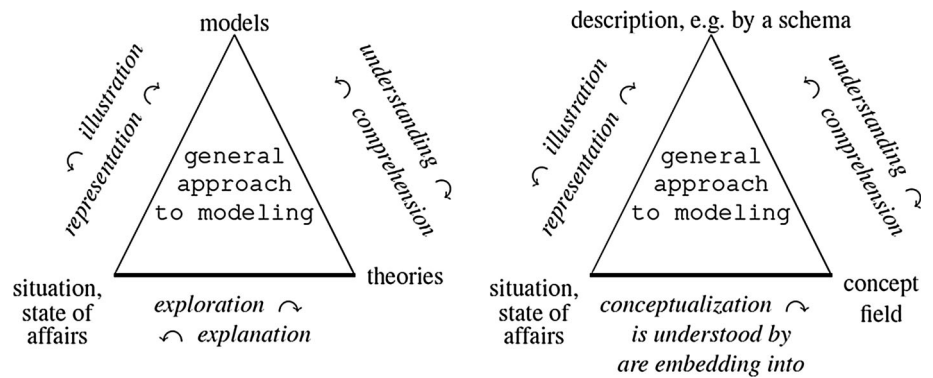 models
illustration
representation
understanding
comprehension
general
approach
to modeling
situation,
state of
affairs
theories
exploration
explanation
description, e.g. by a schema
illustration
representation
understanding
comprehension
general
approach
to modeling
situation,
state of
affairs
concept
field
conceptualization
is understood by
are embedding into